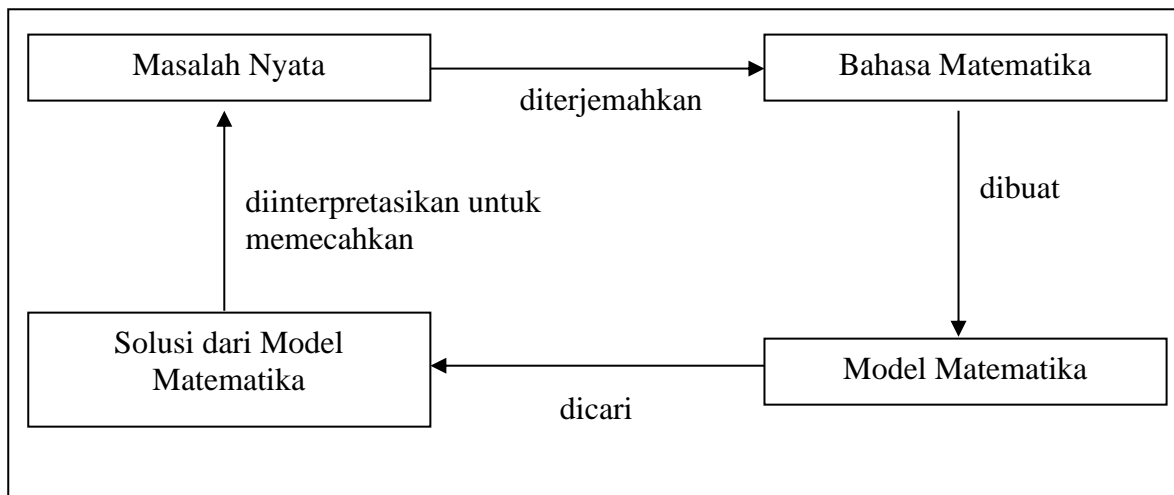 Masalah Nyata
Bahasa Matematika
diterjemahkan
diinterpretasikan untuk
memecahkan
dibuat
Solusi dari Model
Matematika
Model Matematika
dicari